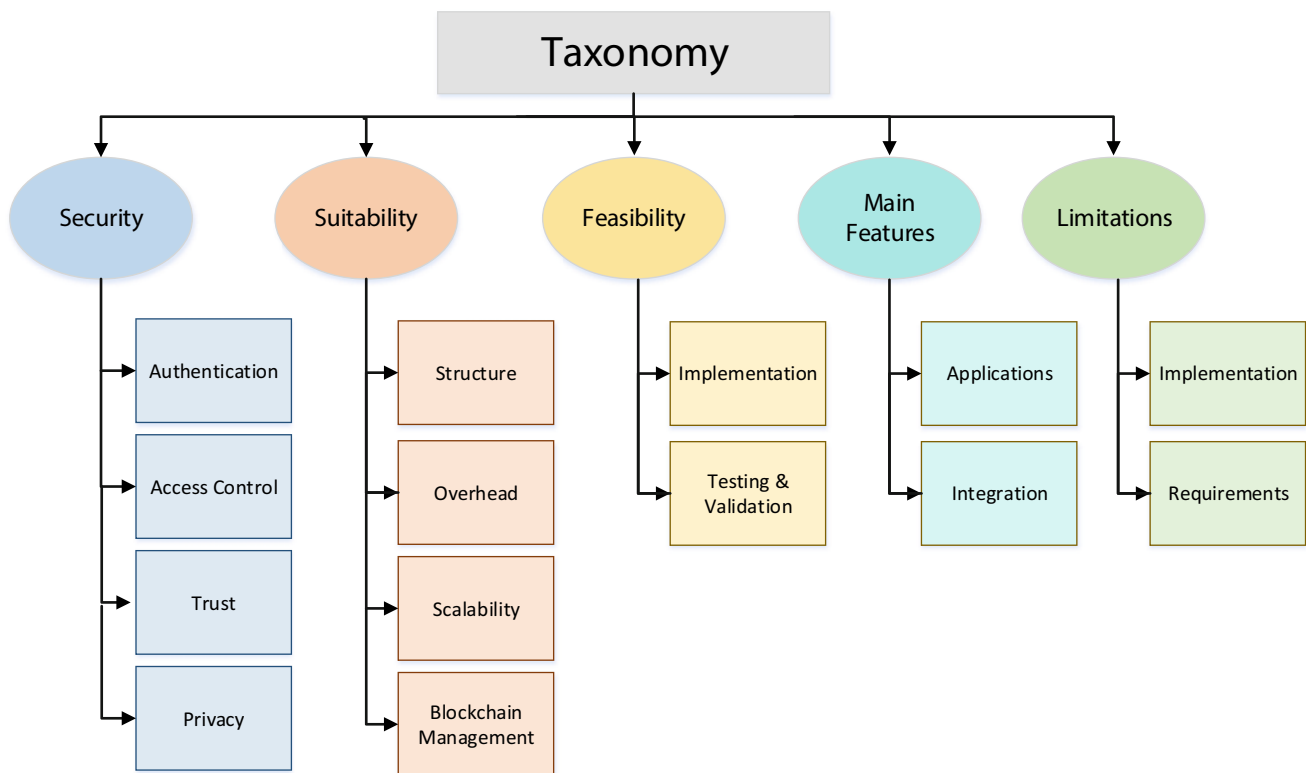 Taxonomy
Security
Suitability
Feasibility
Main
Features
Limitations
Authentication
Access Control
Trust
Privacy
Structure
Overhead
Scalability
Blockchain
Management
Implementation
Testing &
Validation
Applications
Integration
Implementation
Requirements